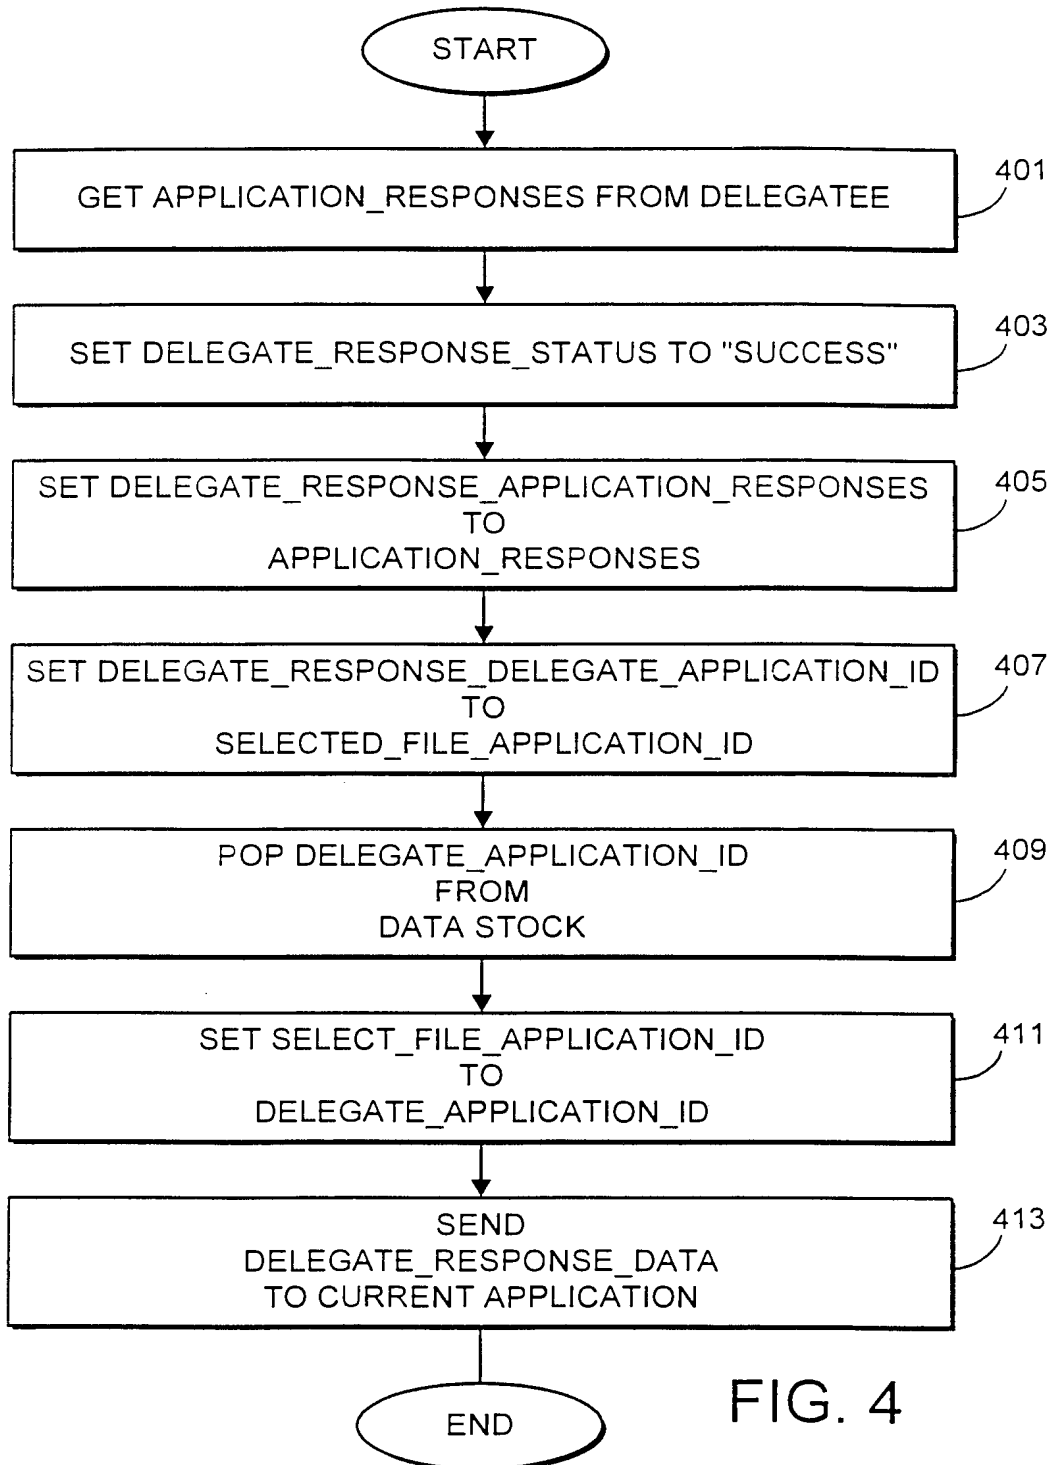 START
GET APPLICATION_RESPONSES FROM DELEGATEE
401
SET DELEGATE_RESPONSE_STATUS TO "SUCCESS"
403
SET DELEGATE_RESPONSE_APPLICATION_RESPONSES
TO
APPLICATION_RESPONSES
405
SET DELEGATE_RESPONSE_DELEGATE_APPLICATION_ID
TO
SELECTED_FILE_APPLICATION_ID
407
POP DELEGATE_APPLICATION_ID
FROM
DATA STOCK
409
SET SELECT_FILE_APPLICATION_ID
TO
DELEGATE_APPLICATION_ID
411
SEND
DELEGATE_RESPONSE_DATA
TO CURRENT APPLICATION
413
END
FIG. 4